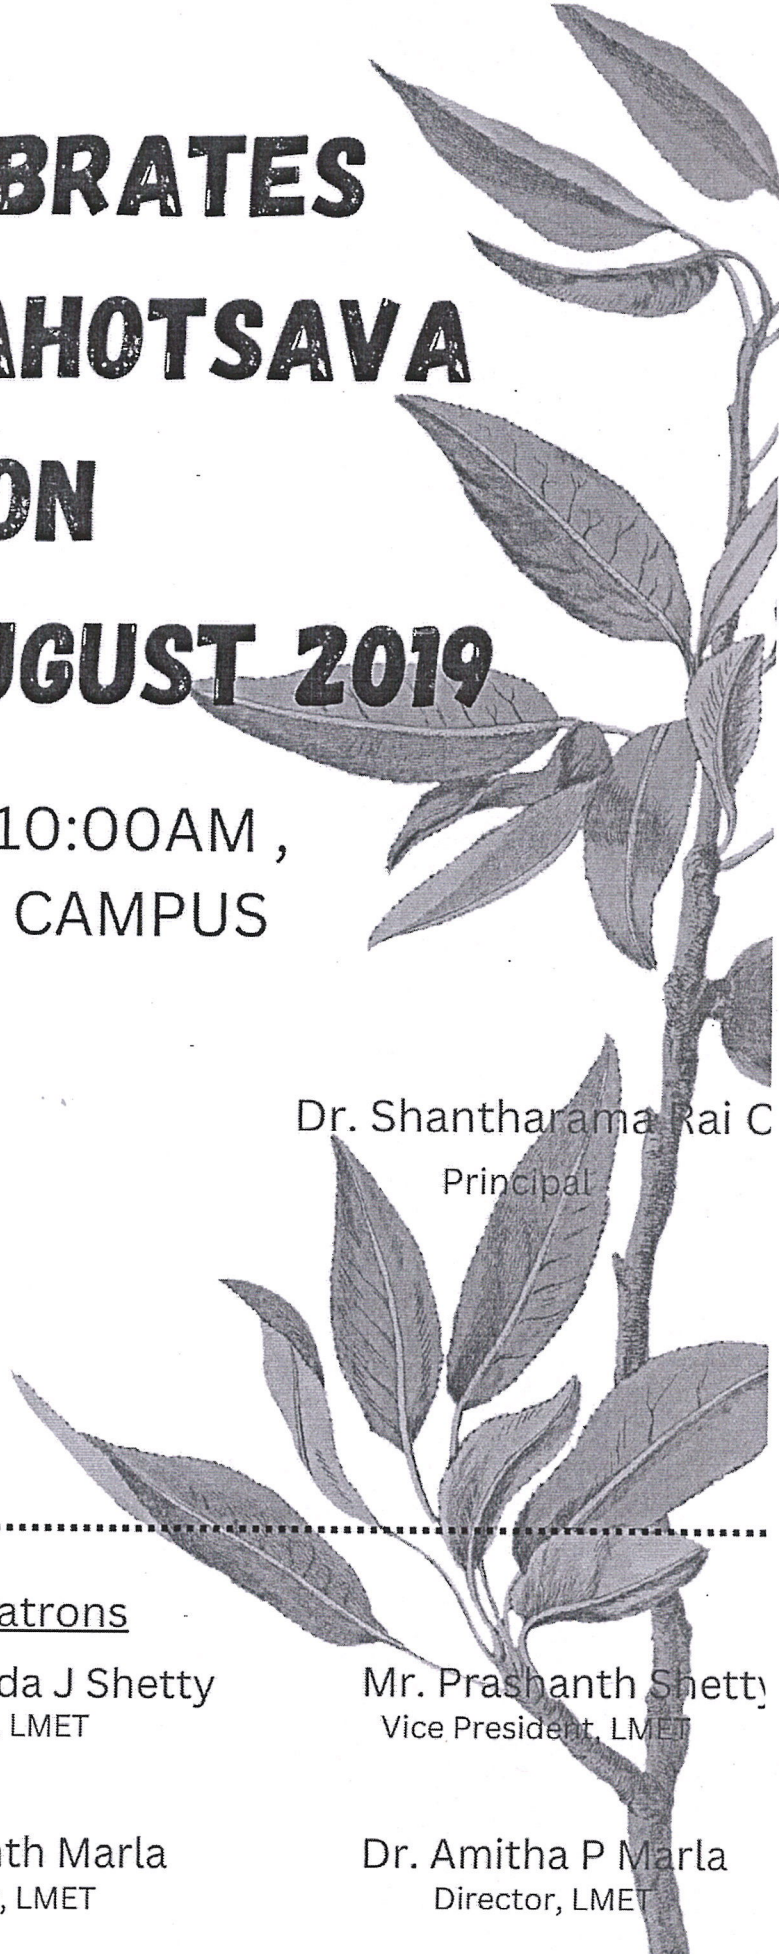 BRATES
AHOTSAVA
ON
UGUST 2019
10:00AM ,
CAMPUS
Dr. Shantharama Rai C
Principal
atrons
da J Shetty
Mr. Prashanth Shetty
LMET
Vice President, LMET
th Marla
Dr. Amitha P Marla
, LMET
Director, LMET